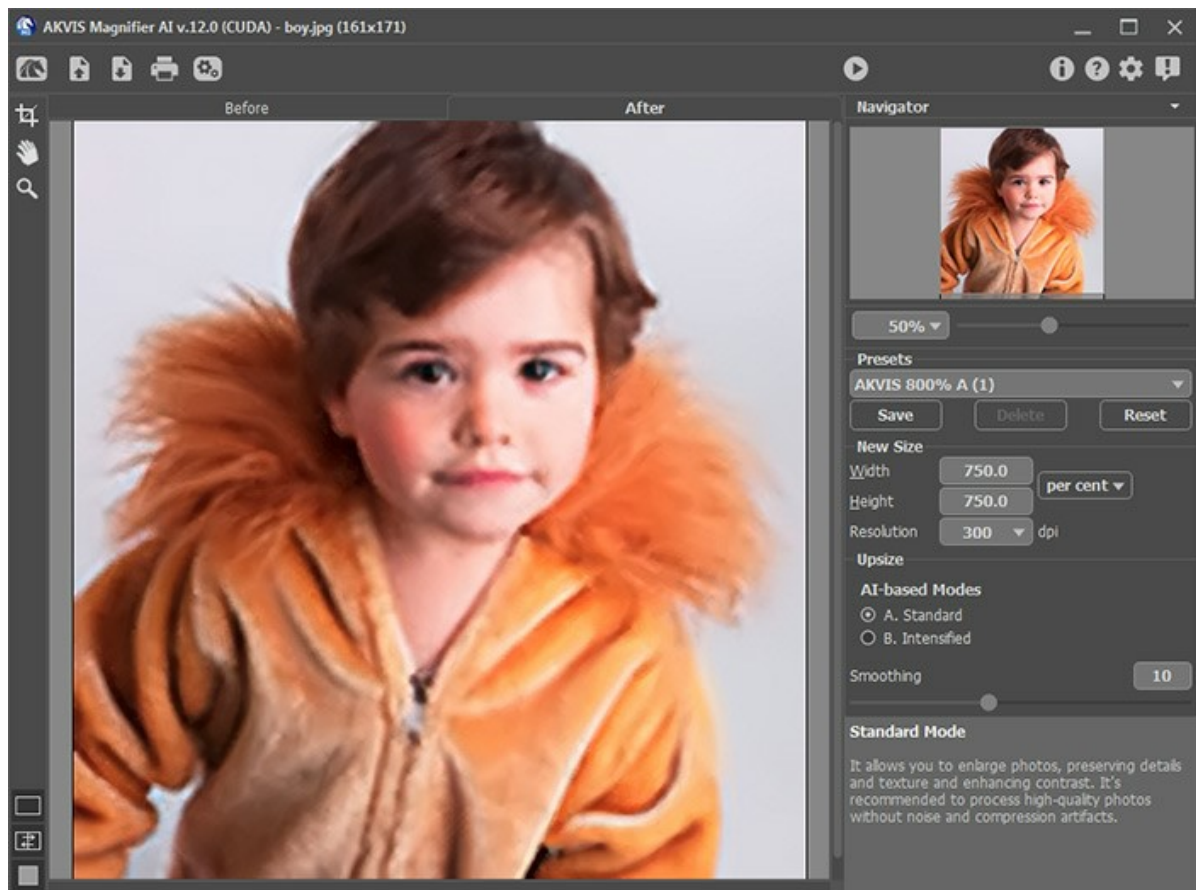 AKVIS Magnifier AI v.12.0 (CUDA) - boy.jpg (161x171)
Before
After
Navigator
50%
Presets
AKVIS 800% A (1)
Save
Delete
Reset
New Size
Width
750.0
per cent
Height
750.0
Resolution
300
dpi
Upsize
AI-based Modes
A. Standard
B. Intensified
Smoothing
10
Standard Mode
It allows you to enlarge photos, preserving details
and texture and enhancing contrast. It's
recommended to process high-quality photos
without noise and compression artifacts.